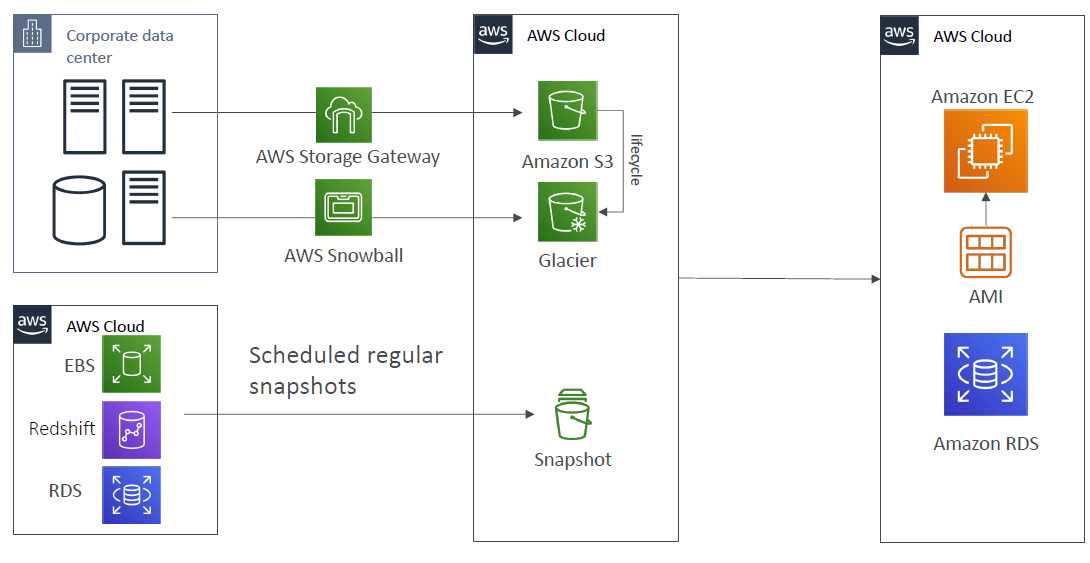 Corporate data
center
AWS Storage Gateway
AWS Snowball
aws
AWS Cloud
Amazon S3
lifecycle
Glacier
aws
AWS Cloud
EBS
Redshift
RDS
Scheduled regular
snapshots
Snapshot
aws
AWS Cloud
Amazon EC2
AMI
Amazon RDS